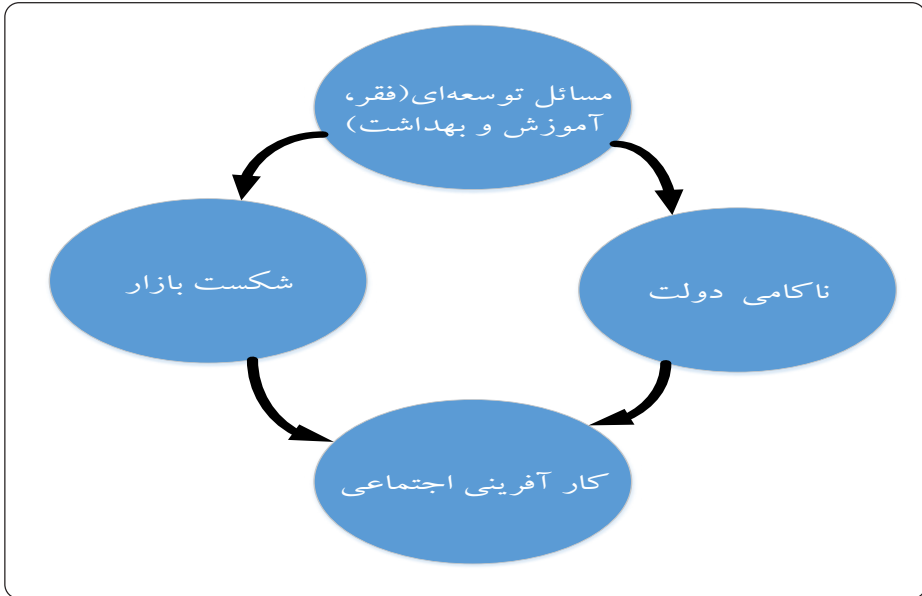 مسائل توسعه‌ای(فقر،
آموزش و بهداشت)
ناکامی دولت
شکست بازار
کار آفرینی اجتماعی